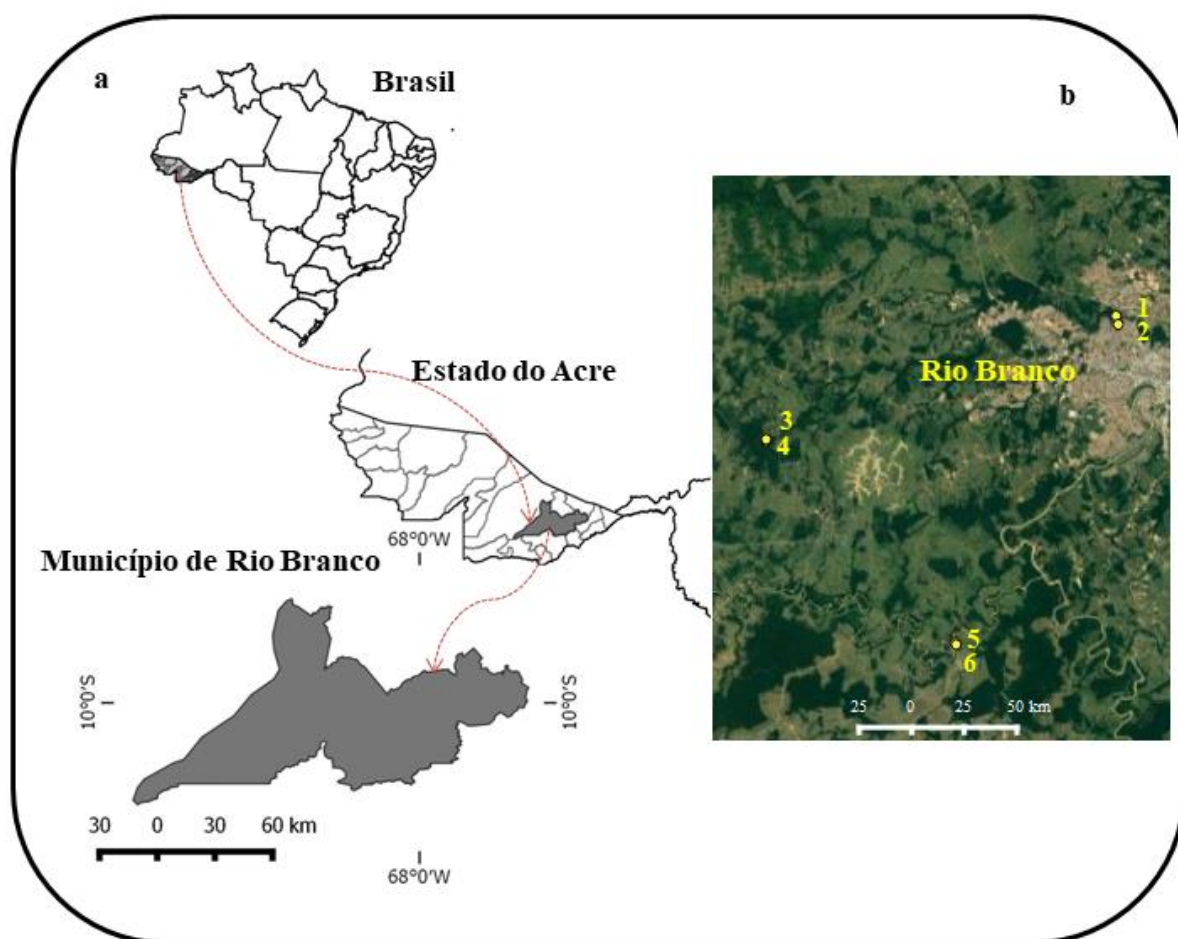 a
Brasil
b
Estado do Acre
68°0'W
Município de Rio Branco
10°0'S
10°0'S
30 0 30 60 km
68°0'W
1
2
Rio Branco
3
4
5
6
25 0 25 50 km